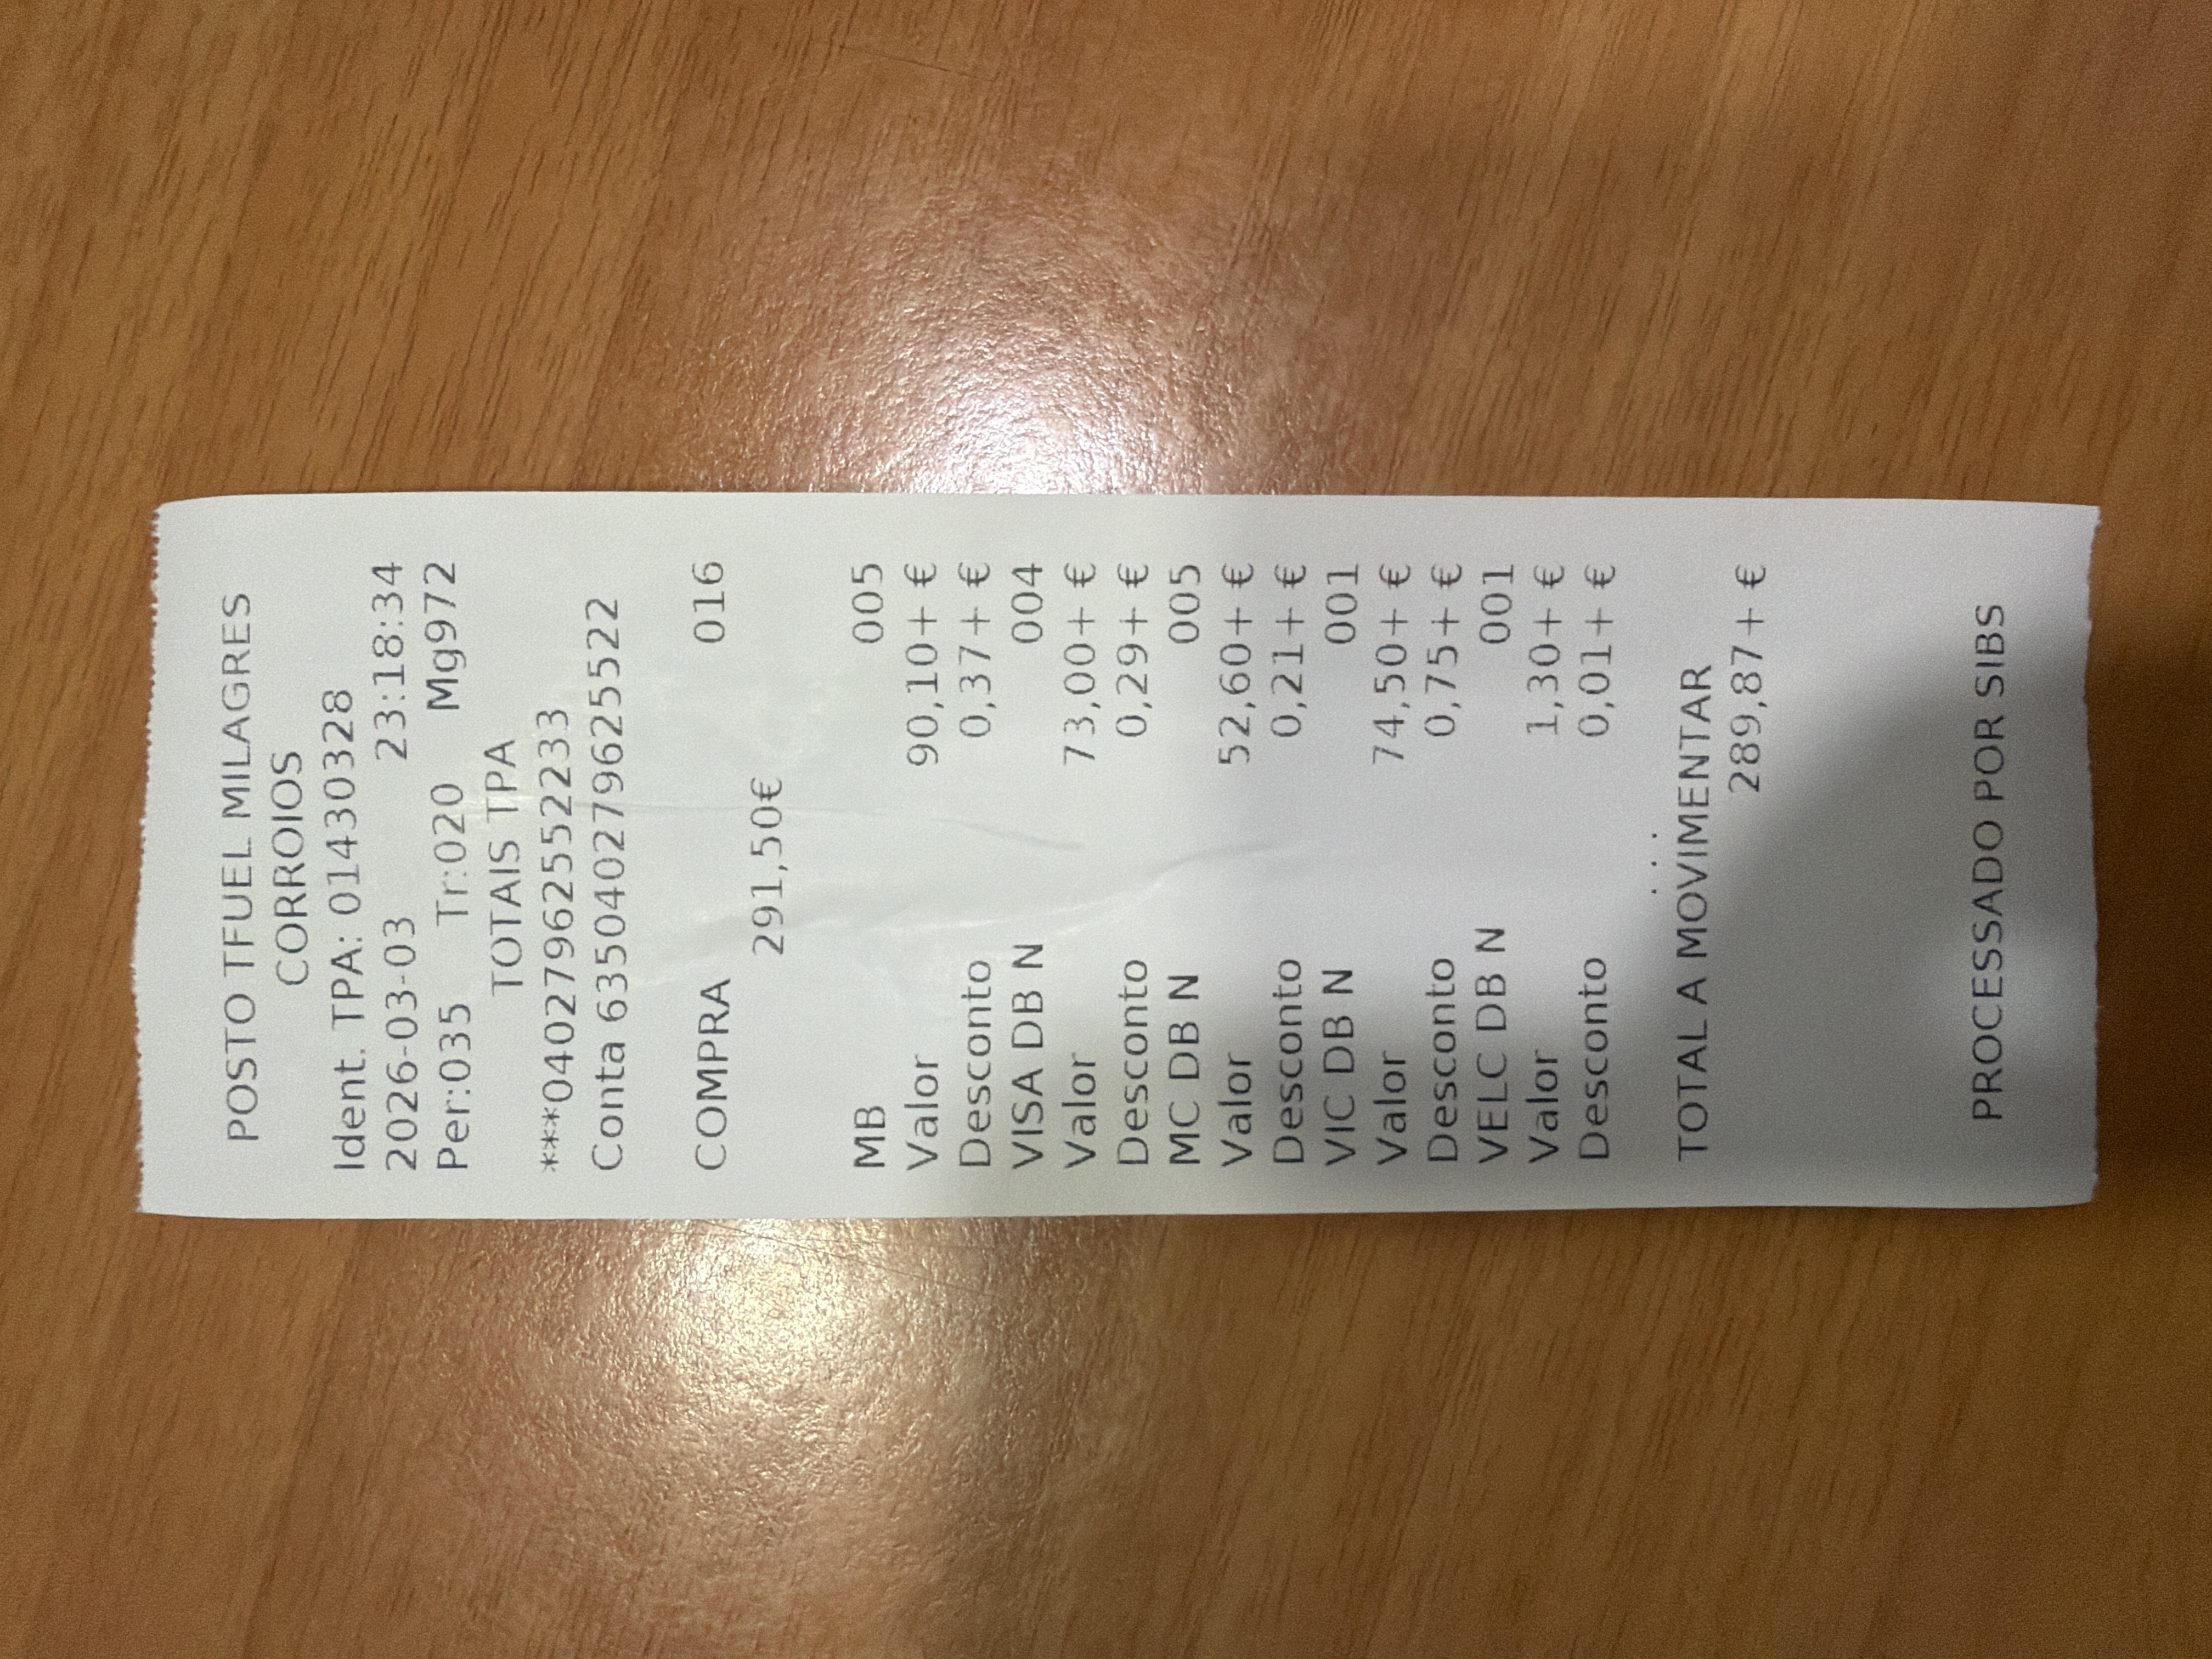 POSTO TFUEL MILAGRES
CORROIOS
Ident. TPA: 01430328
2026-03-03 23:18:34
Per:035 Tr:020 Mg972
TOTAIS TPA
***0402796255522​33
Conta 6350402796255​22
COMPRA 016
291,50€
MB 005
Valor 90,10+€
Desconto 0,37+€
VISA DB N 004
Valor 73,00+€
Desconto 0,29+€
MC DB N 005
Valor 52,60+€
Desconto 0,21+€
VIC DB N 001
Valor 74,50+€
Desconto 0,75+€
VELC DB N 001
Valor 1,30+€
Desconto 0,01+€
...
TOTAL A MOVIMENTAR
289,87+€
PROCESSADO POR SIBS